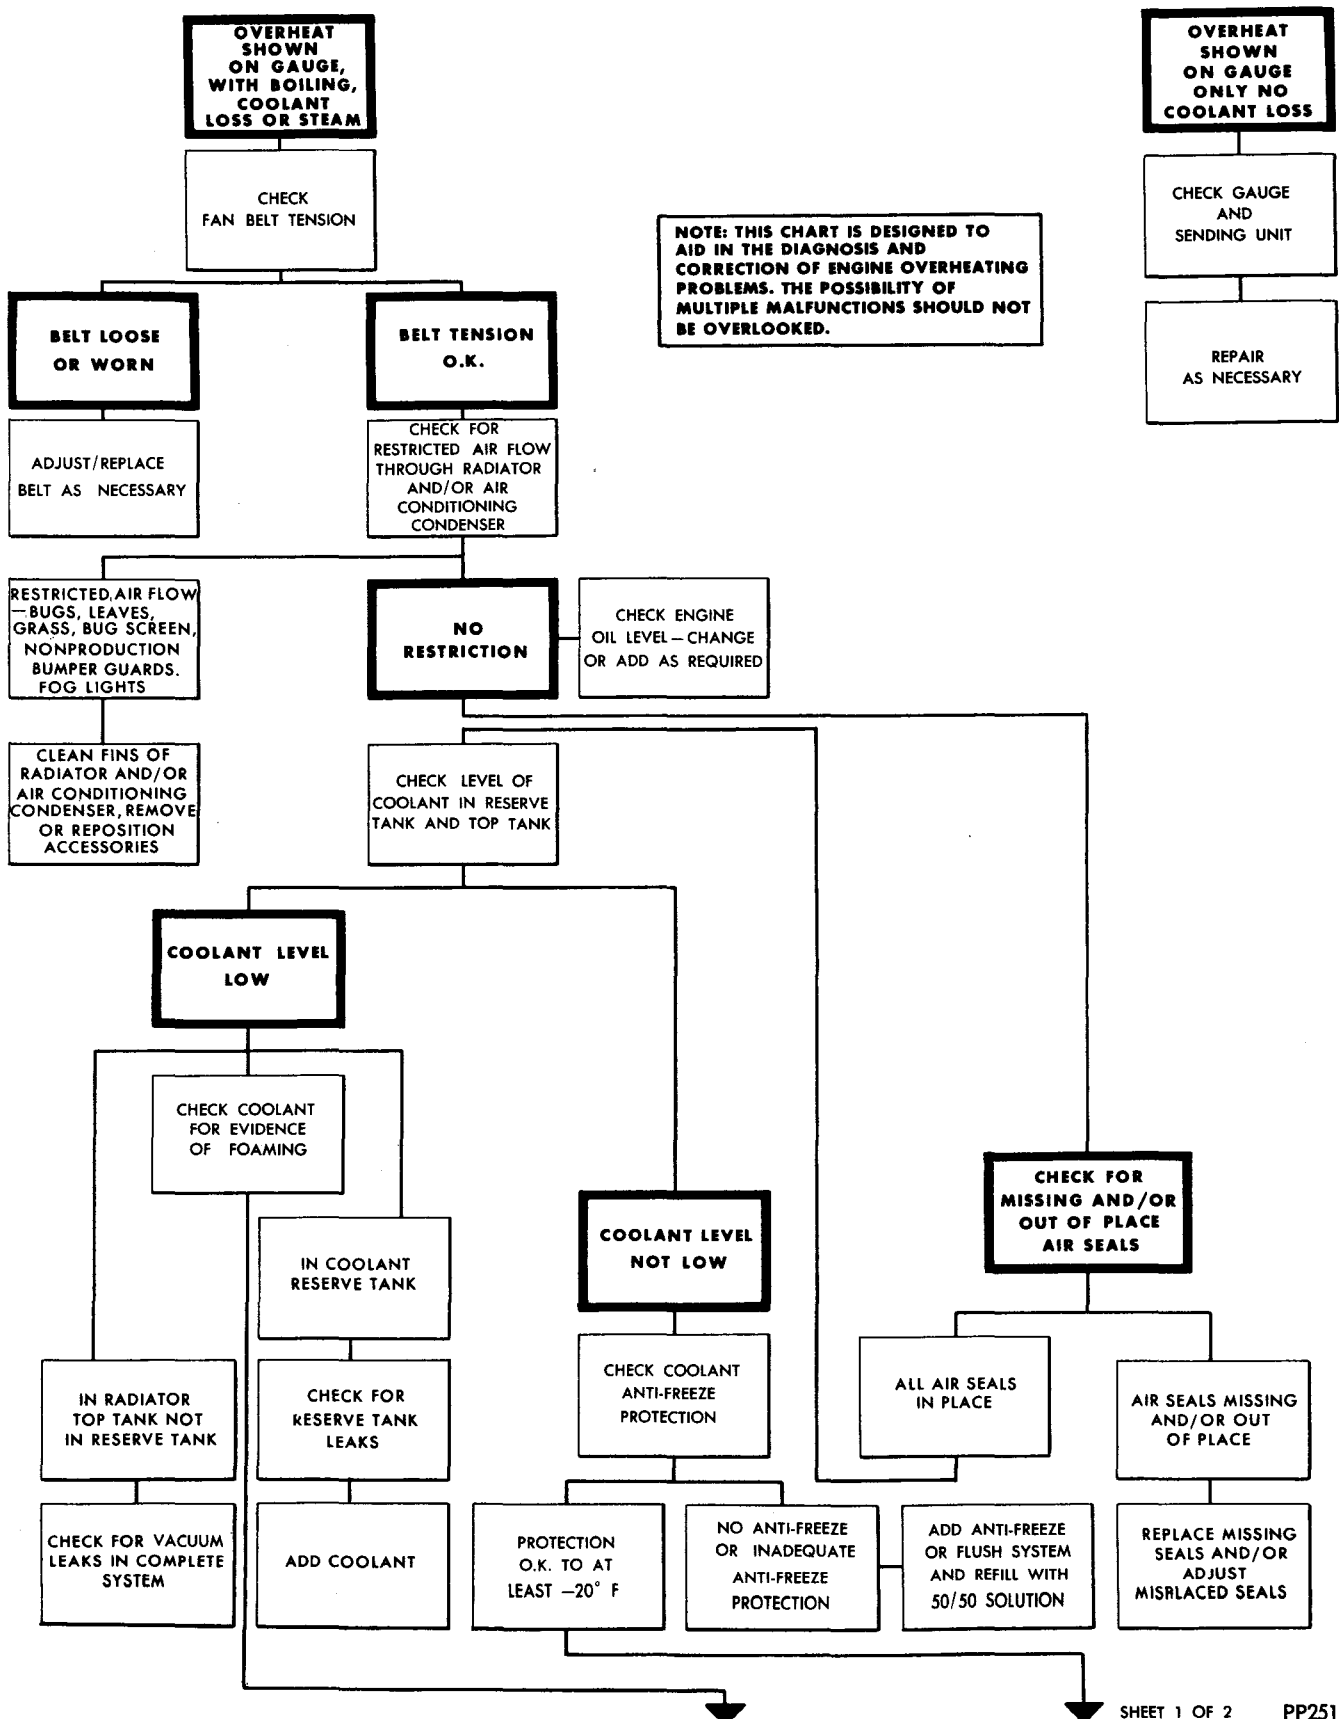 OVERHEAT
SHOWN
ON GAUGE,
WITH BOILING,
COOLANT
LOSS OR STEAM
OVERHEAT
SHOWN
ON GAUGE
ONLY NO
COOLANT LOSS
CHECK
FAN BELT TENSION
CHECK GAUGE
AND
SENDING UNIT
NOTE: THIS CHART IS DESIGNED TO
AID IN THE DIAGNOSIS AND
CORRECTION OF ENGINE OVERHEATING
PROBLEMS. THE POSSIBILITY OF
MULTIPLE MALFUNCTIONS SHOULD NOT
BE OVERLOOKED.
BELT LOOSE
OR WORN
BELT TENSION
O.K.
REPAIR
AS NECESSARY
ADJUST/REPLACE
BELT AS NECESSARY
CHECK FOR
RESTRICTED AIR FLOW
THROUGH RADIATOR
AND/OR AIR
CONDITIONING
CONDENSER
RESTRICTED AIR FLOW
—BUGS, LEAVES,
GRASS, BUG SCREEN,
NONPRODUCTION
BUMPER GUARDS.
FOG LIGHTS
NO
RESTRICTION
CHECK ENGINE
OIL LEVEL—CHANGE
OR ADD AS REQUIRED
CLEAN FINS OF
RADIATOR AND/OR
AIR CONDITIONING
CONDENSER, REMOVE
OR REPOSITION
ACCESSORIES
CHECK LEVEL OF
COOLANT IN RESERVE
TANK AND TOP TANK
COOLANT LEVEL
LOW
CHECK COOLANT
FOR EVIDENCE
OF FOAMING
COOLANT LEVEL
NOT LOW
CHECK FOR
MISSING AND/OR
OUT OF PLACE
AIR SEALS
IN COOLANT
RESERVE TANK
IN RADIATOR
TOP TANK NOT
IN RESERVE TANK
CHECK FOR
RESERVE TANK
LEAKS
CHECK COOLANT
ANTI-FREEZE
PROTECTION
ALL AIR SEALS
IN PLACE
AIR SEALS MISSING
AND/OR OUT
OF PLACE
CHECK FOR VACUUM
LEAKS IN COMPLETE
SYSTEM
ADD COOLANT
PROTECTION
O.K. TO AT
LEAST —20° F
NO ANTI-FREEZE
OR INADEQUATE
ANTI-FREEZE
PROTECTION
ADD ANTI-FREEZE
OR FLUSH SYSTEM
AND REFILL WITH
50/50 SOLUTION
REPLACE MISSING
SEALS AND/OR
ADJUST
MISPLACED SEALS
SHEET 1 OF 2 PP251